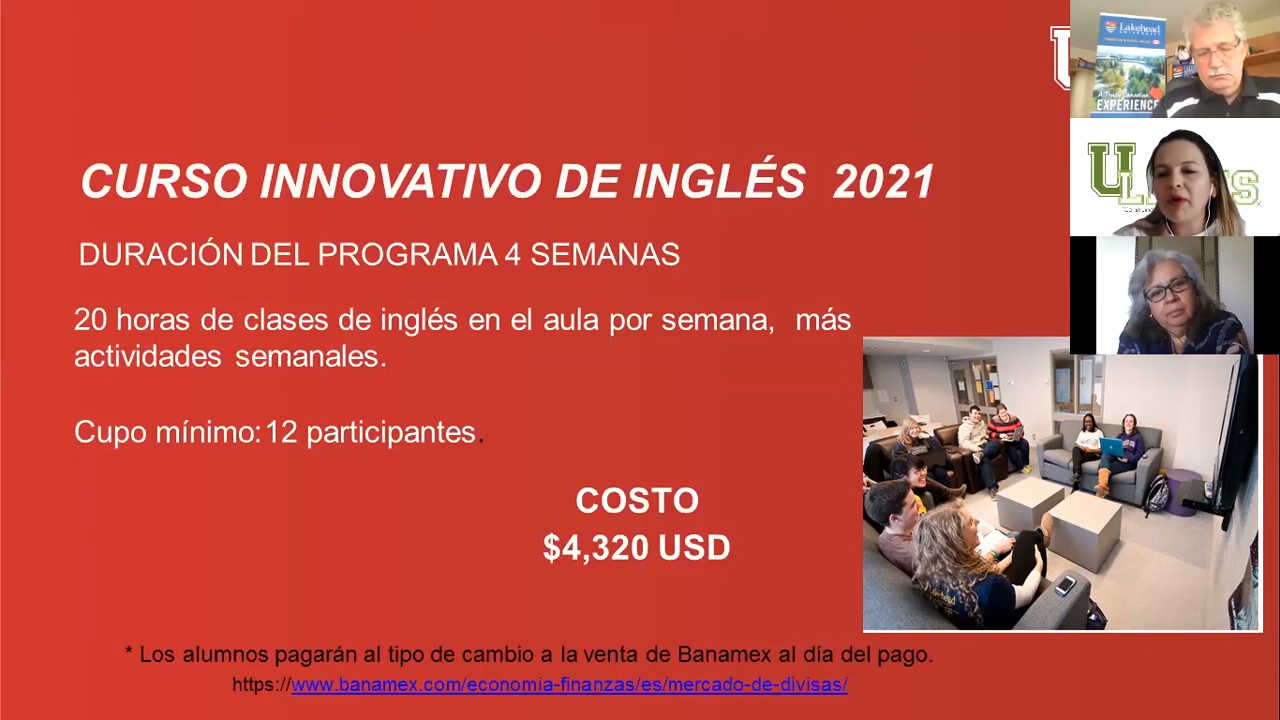 CURSO INNOVATIVO DE INGLÉS 2021
DURACIÓN DEL PROGRAMA 4 SEMANAS
20 horas de clases de inglés en el aula por semana, más
actividades semanales.
Cupo mínimo: 12 participantes.
COSTO
$4,320 USD
* Los alumnos pagarán al tipo de cambio a la venta de Banamex al día del pago.
https://www.banamex.com/economia-finanzas/es/mercado-de-divisas/
Lakehead
UNIVERSITY
EXPERIENCE